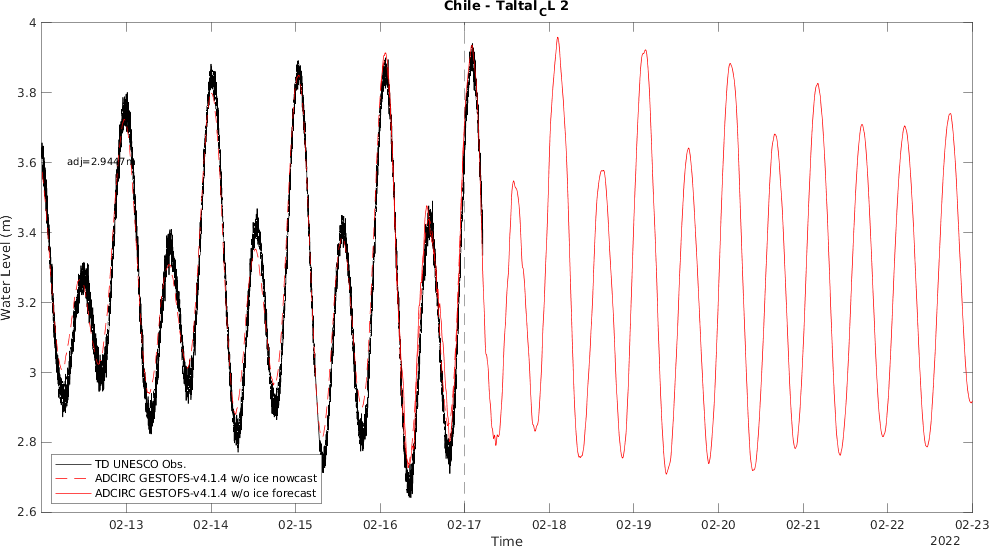 Chile - Taltal_CL 2
4
3.8
3.6
3.4
3.2
3
2.8
2.6
Water Level (m)
adj=2.9447m
TD UNESCO Obs.
ADCIRC GESTOFS-v4.1.4 w/o ice nowcast
ADCIRC GESTOFS-v4.1.4 w/o ice forecast
02-13
02-14
02-15
02-16
02-17
02-18
02-19
02-20
02-21
02-22
02-23
Time
2022